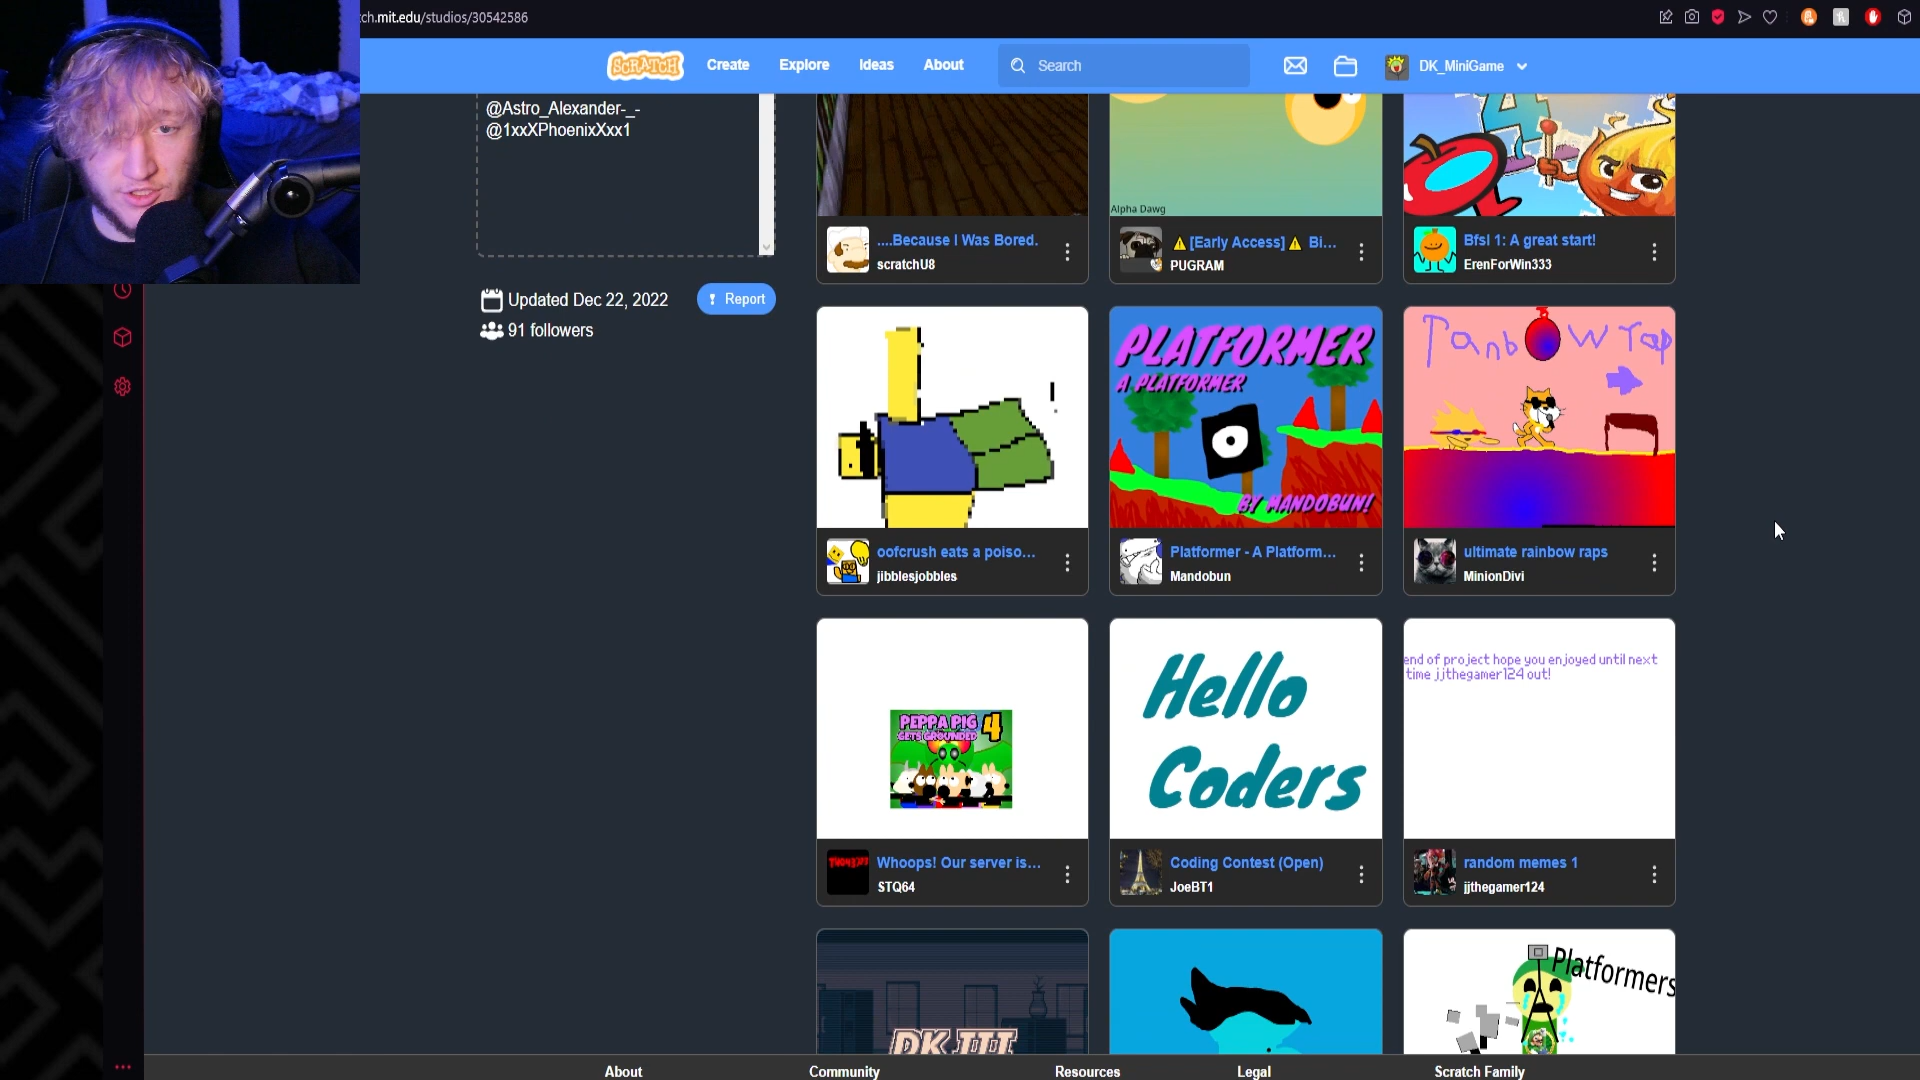 ch.mit.edu/studios/30542586
SCRATCH
Create
Explore
Ideas
About
Search
DK_MiniGame
@Astro_Alexander-_-
@1xxXPhoenixXxx1
Updated Dec 22, 2022
Report
91 followers
4
Alpha Dawg
....Because I Was Bored.
scratchU8
[Early Access] Bi...
PUGRAM
Bfsl 1: A great start!
ErenForWin333
PLATFORMER
A PLATFORMER
BY MANDOBUN!
oofcrush eats a poiso...
jibblesjobbles
Platformer - A Platform...
Mandobun
ultimate rainbow raps
MinionDivi
PEPPA PIG 4
GETS GROUNDED
Hello
Coders
end of project hope you enjoyed until next
time jjthegamer124 out!
Whoops! Our server is...
STQ64
Coding Contest (Open)
JoeBT1
random memes 1
jjthegamer124
DK III
Platformers
About
Community
Resources
Legal
Scratch Family